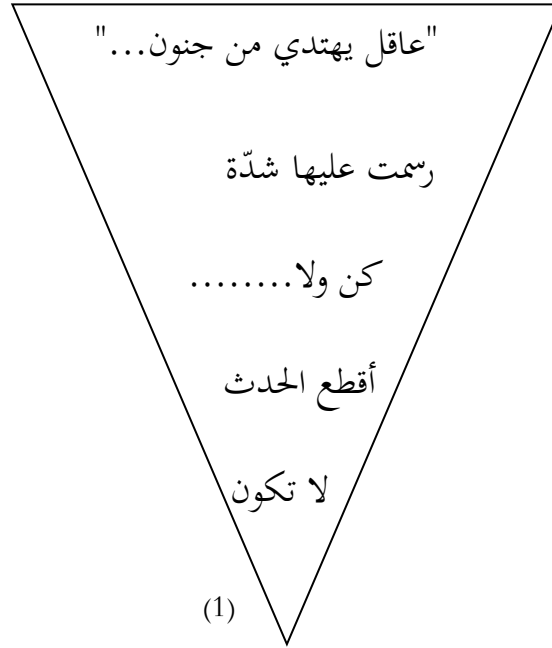 "عاقل يهتدي من جنون..."
رسمت عليها شدّة
كن ولا........
أقطع الحدث
لا تكون
(1)